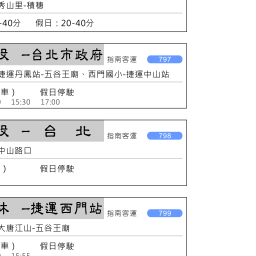 秀山里-積穗
-40分 假日：20-40分
設 －台北市政府 指南客運 797
捷運丹鳳站-五谷王廟、西門國小-捷運中山站
車） 假日停駛
15:30 17:00
設 － 台 北 指南客運 798
中山路口
） 假日停駛
－捷運西門站 指南客運 799
大唐江山-五谷王廟
車） 假日停駛
15:55